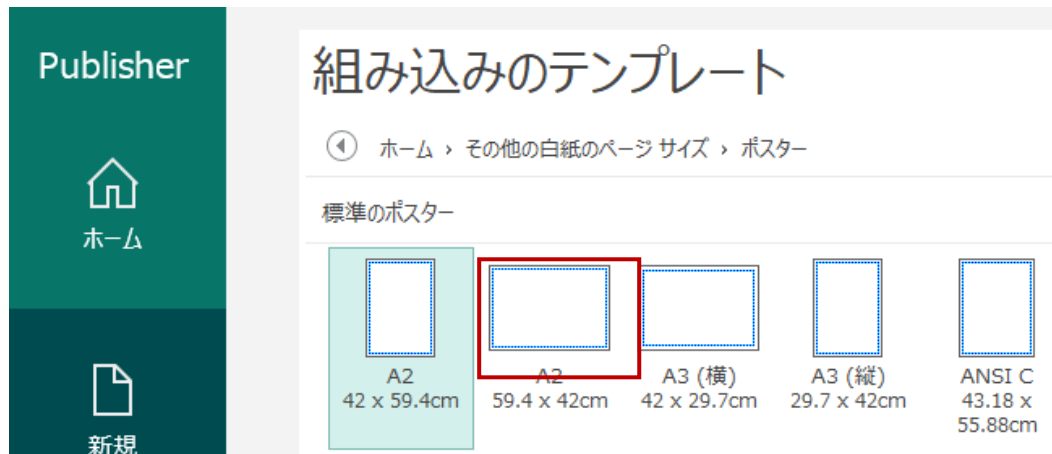 Publisher
組み込みのテンプレート
ホーム › その他の白紙のページ サイズ › ポスター
標準のポスター
ホーム
新規
A2
42 x 59.4cm
A2
59.4 x 42cm
A3 (横)
42 x 29.7cm
A3 (縦)
29.7 x 42cm
ANSI C
43.18 x
55.88cm